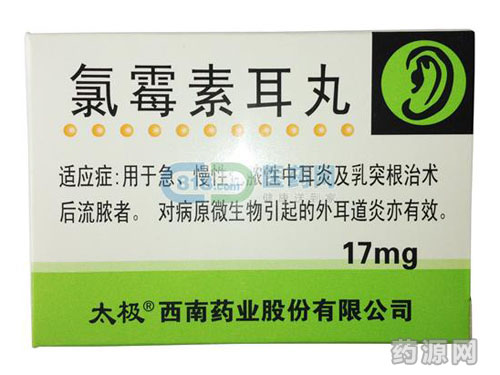 氯霉素耳丸
适应症:用于急、慢性化脓性中耳炎及乳突根治术
后流脓者。对病原微生物引起的外耳道炎亦有效。
17mg
太极®西南药业股份有限公司
药源网